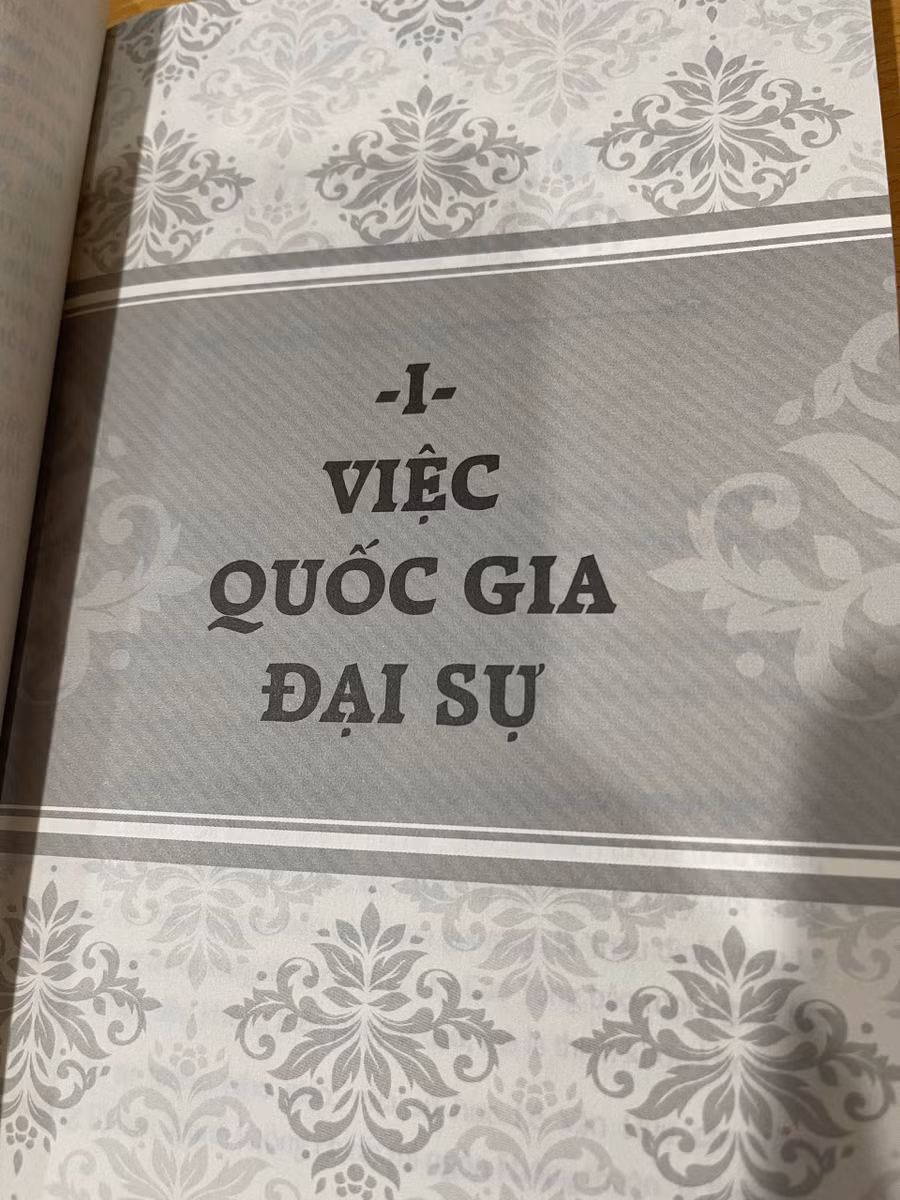 -I-
VIỆC
QUỐC GIA
ĐẠI SỰ